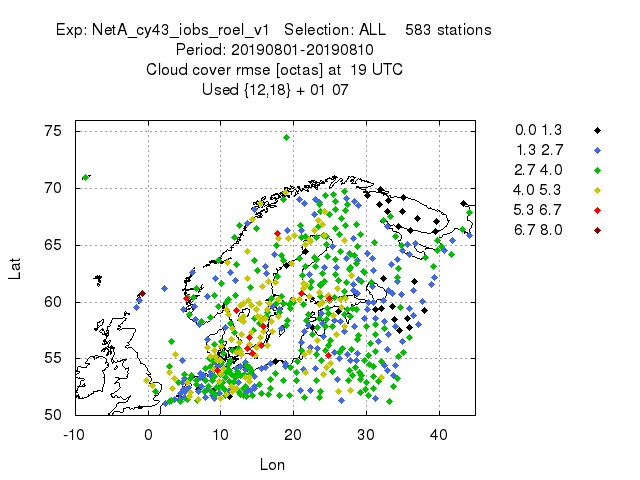 Exp: NetA_cy43_iobs_roel_v1 Selection: ALL 583 stations
Period: 20190801-20190810
Cloud cover rmse [octas] at 19 UTC
Used {12,18} + 01 07
0.0 1.3
1.3 2.7
2.7 4.0
4.0 5.3
5.3 6.7
6.7 8.0
75
70
65
60
55
50
Lat
-10 0 10 20 30 40
Lon